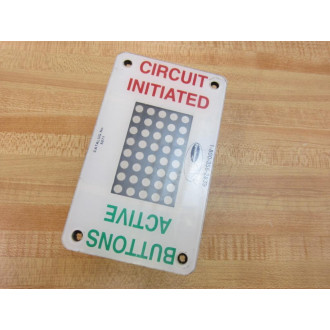 CIRCUIT
INITIATED
BUTTONS
ACTIVE